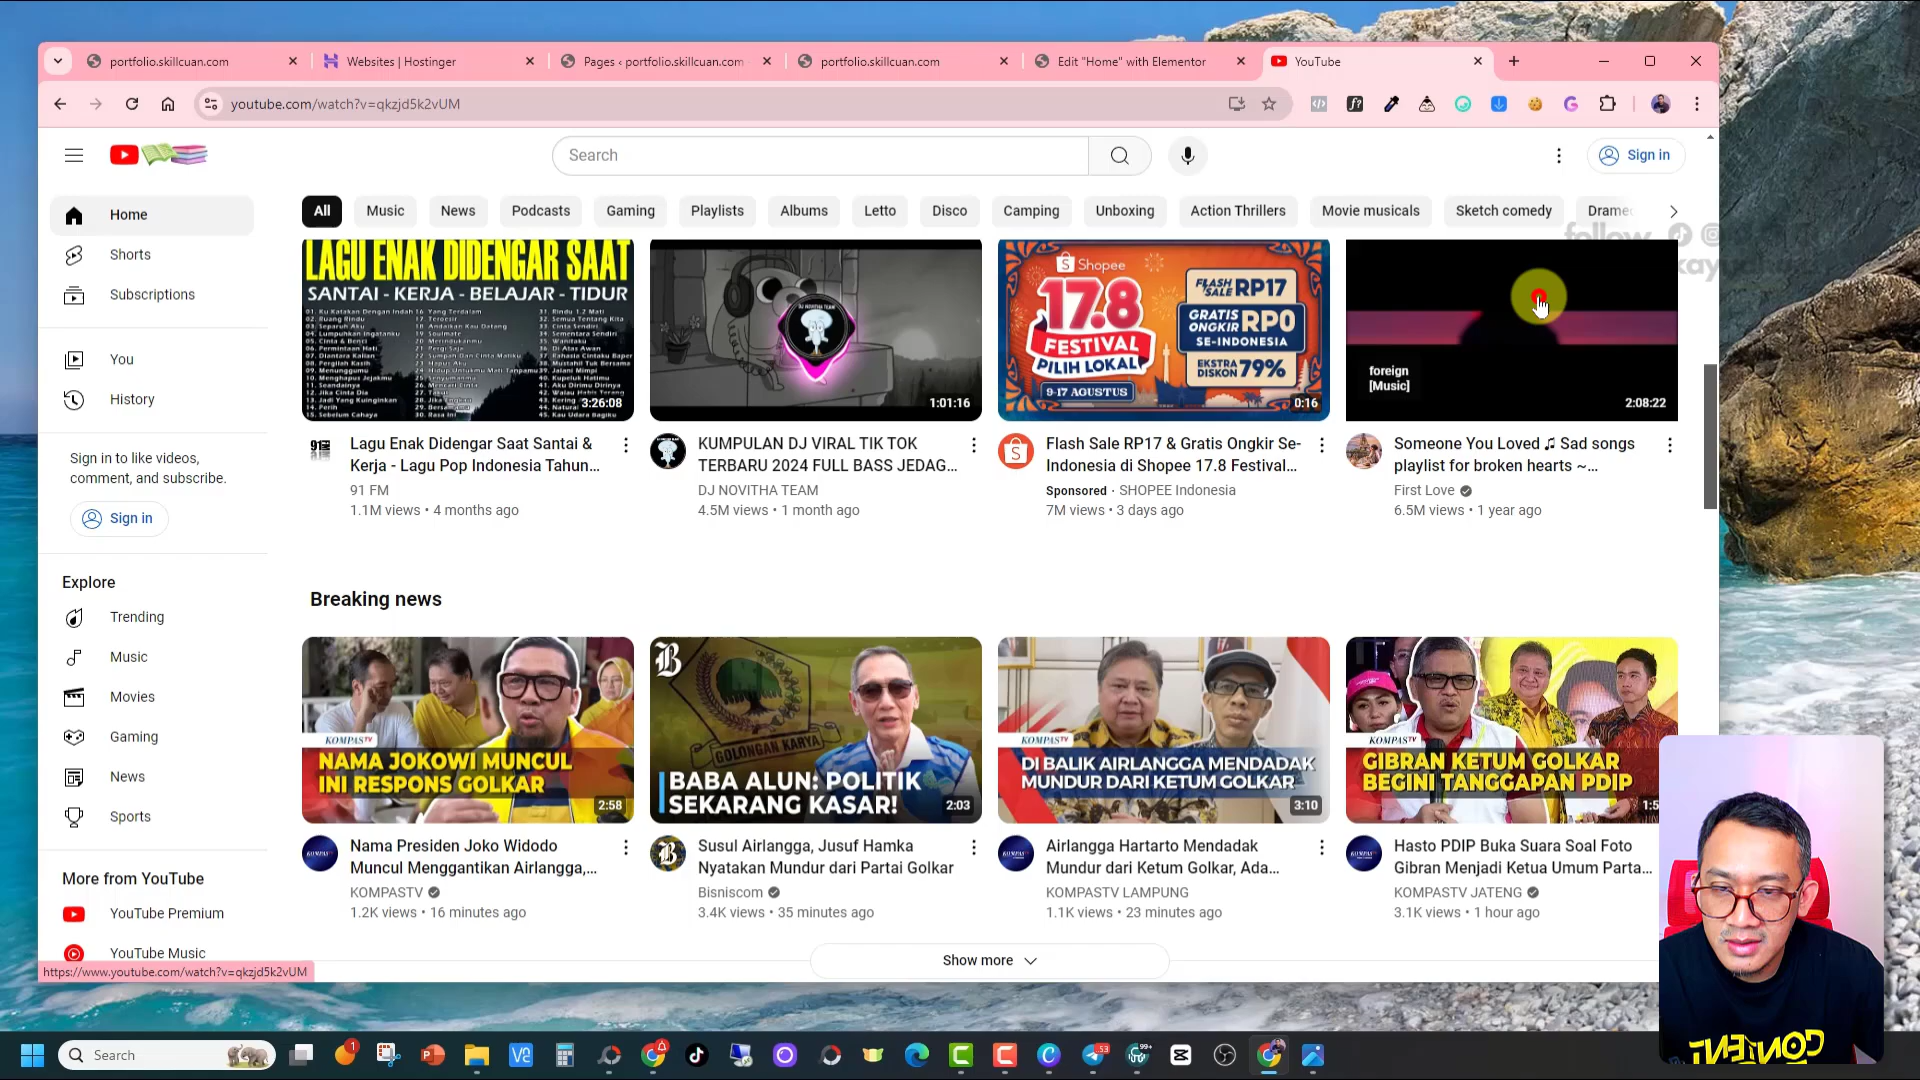 portfolio.skillcuan.com
Websites | Hostinger
Pages ‹ portfolio.skillcuan.com
portfolio.skillcuan.com
Edit "Home" with Elementor
YouTube
youtube.com/watch?v=qkzjd5k2vUM
Search
Sign in
Home
Shorts
Subscriptions
You
History
Sign in to like videos,
comment, and subscribe.
Sign in
Explore
Trending
Music
Movies
Gaming
News
Sports
More from YouTube
YouTube Premium
YouTube Music
https://www.youtube.com/watch?v=qkzjd5k2vUM
All
Music
News
Podcasts
Gaming
Playlists
Albums
Letto
Disco
Camping
Unboxing
Action Thrillers
Movie musicals
Sketch comedy
follow
LAGU ENAK DIDENGAR SAAT
SANTAI - KERJA - BELAJAR - TIDUR
3:26:08
DJ NOVITHA TEAM
1:01:16
Shopee
17.8
FESTIVAL
PILIH LOKAL
9-17 AGUSTUS
FLASH SALE RP17
GRATIS ONGKIR RP0
SE-INDONESIA
EKSTRA DISKON 79%
0:16
foreign
[Music]
2:08:22
Lagu Enak Didengar Saat Santai &
Kerja - Lagu Pop Indonesia Tahun...
91 FM
1.1M views • 4 months ago
KUMPULAN DJ VIRAL TIK TOK
TERBARU 2024 FULL BASS JEDAG...
DJ NOVITHA TEAM
4.5M views • 1 month ago
Flash Sale RP17 & Gratis Ongkir Se-
Indonesia di Shopee 17.8 Festival...
Sponsored · SHOPEE Indonesia
7M views • 3 days ago
Someone You Loved ♫ Sad songs
playlist for broken hearts ~...
First Love
6.5M views • 1 year ago
Breaking news
KOMPASTV
NAMA JOKOWI MUNCUL
INI RESPONS GOLKAR
2:58
B
GOLONGAN KARYA
BABA ALUN: POLITIK
SEKARANG KASAR!
2:03
KOMPASTV
DI BALIK AIRLANGGA MENDADAK
MUNDUR DARI KETUM GOLKAR
3:10
KOMPASTV
GIBRAN KETUM GOLKAR
BEGINI TANGGAPAN PDIP
Nama Presiden Joko Widodo
Muncul Menggantikan Airlangga,...
KOMPASTV
1.2K views • 16 minutes ago
Susul Airlangga, Jusuf Hamka
Nyatakan Mundur dari Partai Golkar
Bisniscom
3.4K views • 35 minutes ago
Airlangga Hartarto Mendadak
Mundur dari Ketum Golkar, Ada...
KOMPASTV LAMPUNG
1.1K views • 23 minutes ago
Hasto PDIP Buka Suara Soal Foto
Gibran Menjadi Ketua Umum Parta...
KOMPASTV JATENG
3.1K views • 1 hour ago
Show more
CONTENT
Search
1
53
99+